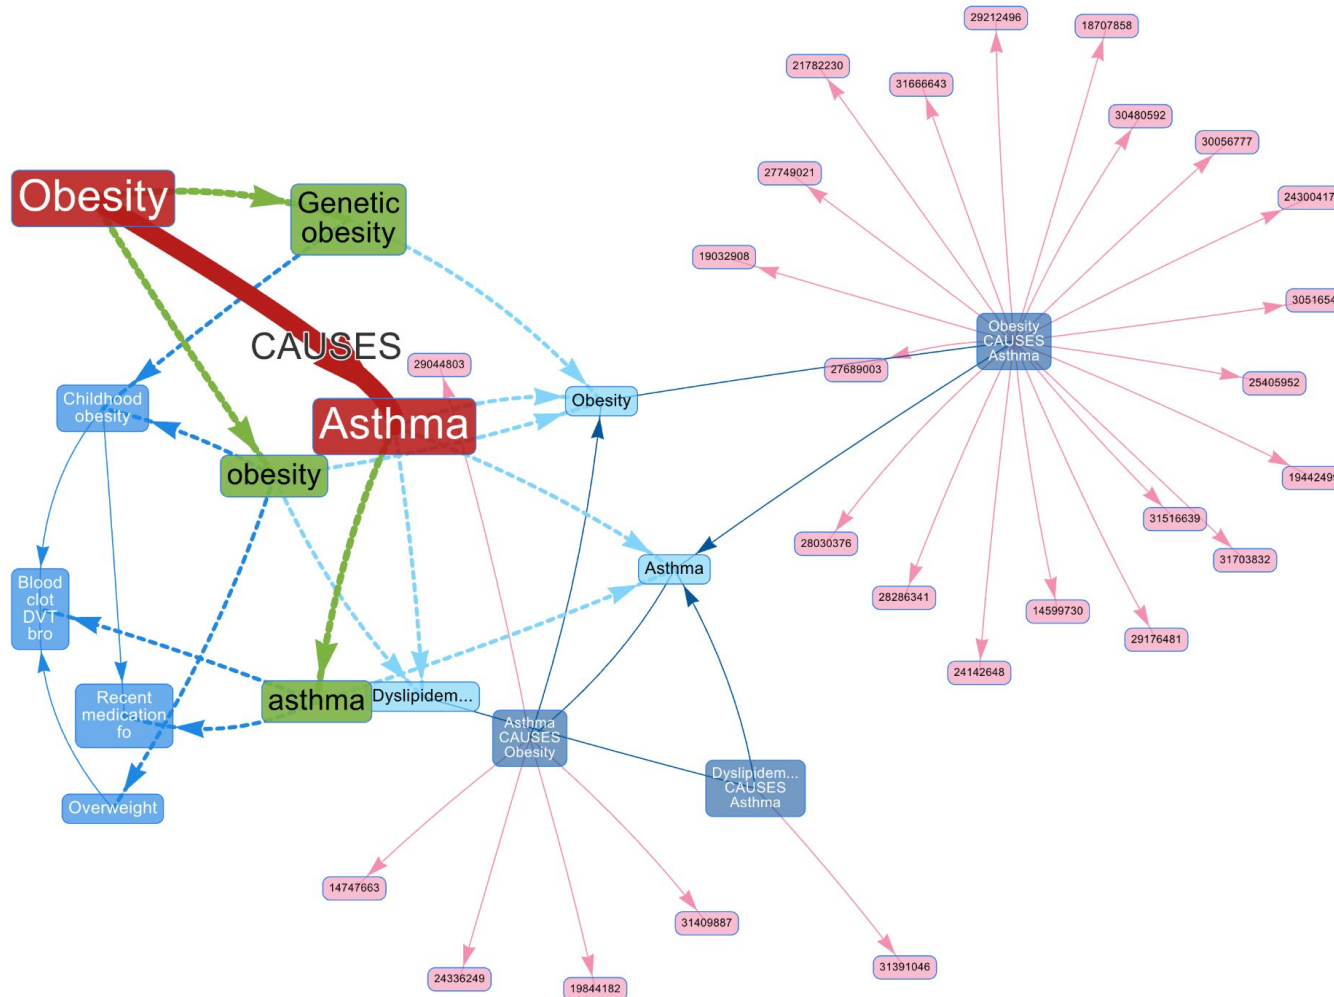 29212496
18707858
21782230
31666643
30480592
30056777
27749021
24300417
Obesity
Genetic
obesity
19032908
3051654
Obesity
CAUSES
Asthma
CAUSES
29044803
27689003
25405952
Childhood
obesity
Obesity
Asthma
obesity
19442499
31516639
28030376
31703832
Asthma
Blood
clot
DVT
bro
28286341
14599730
29176481
24142648
Recent
medication
fo
asthma
Dyslipidem...
Asthma
CAUSES
Obesity
Dyslipidem...
CAUSES
Asthma
Overweight
14747663
31409887
31391046
24336249
19844182